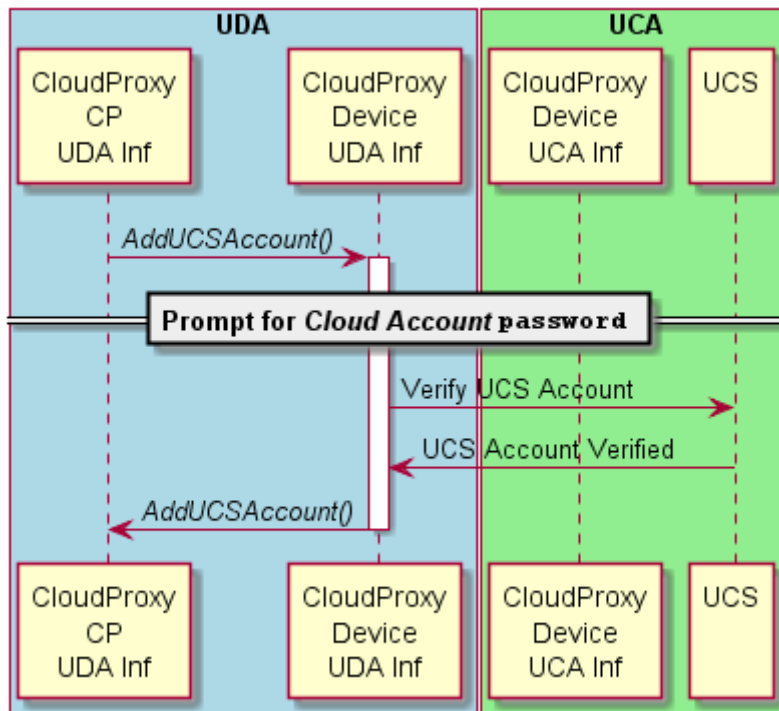 UDA
UCA
CloudProxy
CP
UDA Inf
CloudProxy
Device
UDA Inf
CloudProxy
Device
UCA Inf
UCS
AddUCSAccount()
Prompt for Cloud Account password
Verify UCS Account
UCS Account Verified
AddUCSAccount()
CloudProxy
CP
UDA Inf
CloudProxy
Device
UDA Inf
CloudProxy
Device
UCA Inf
UCS